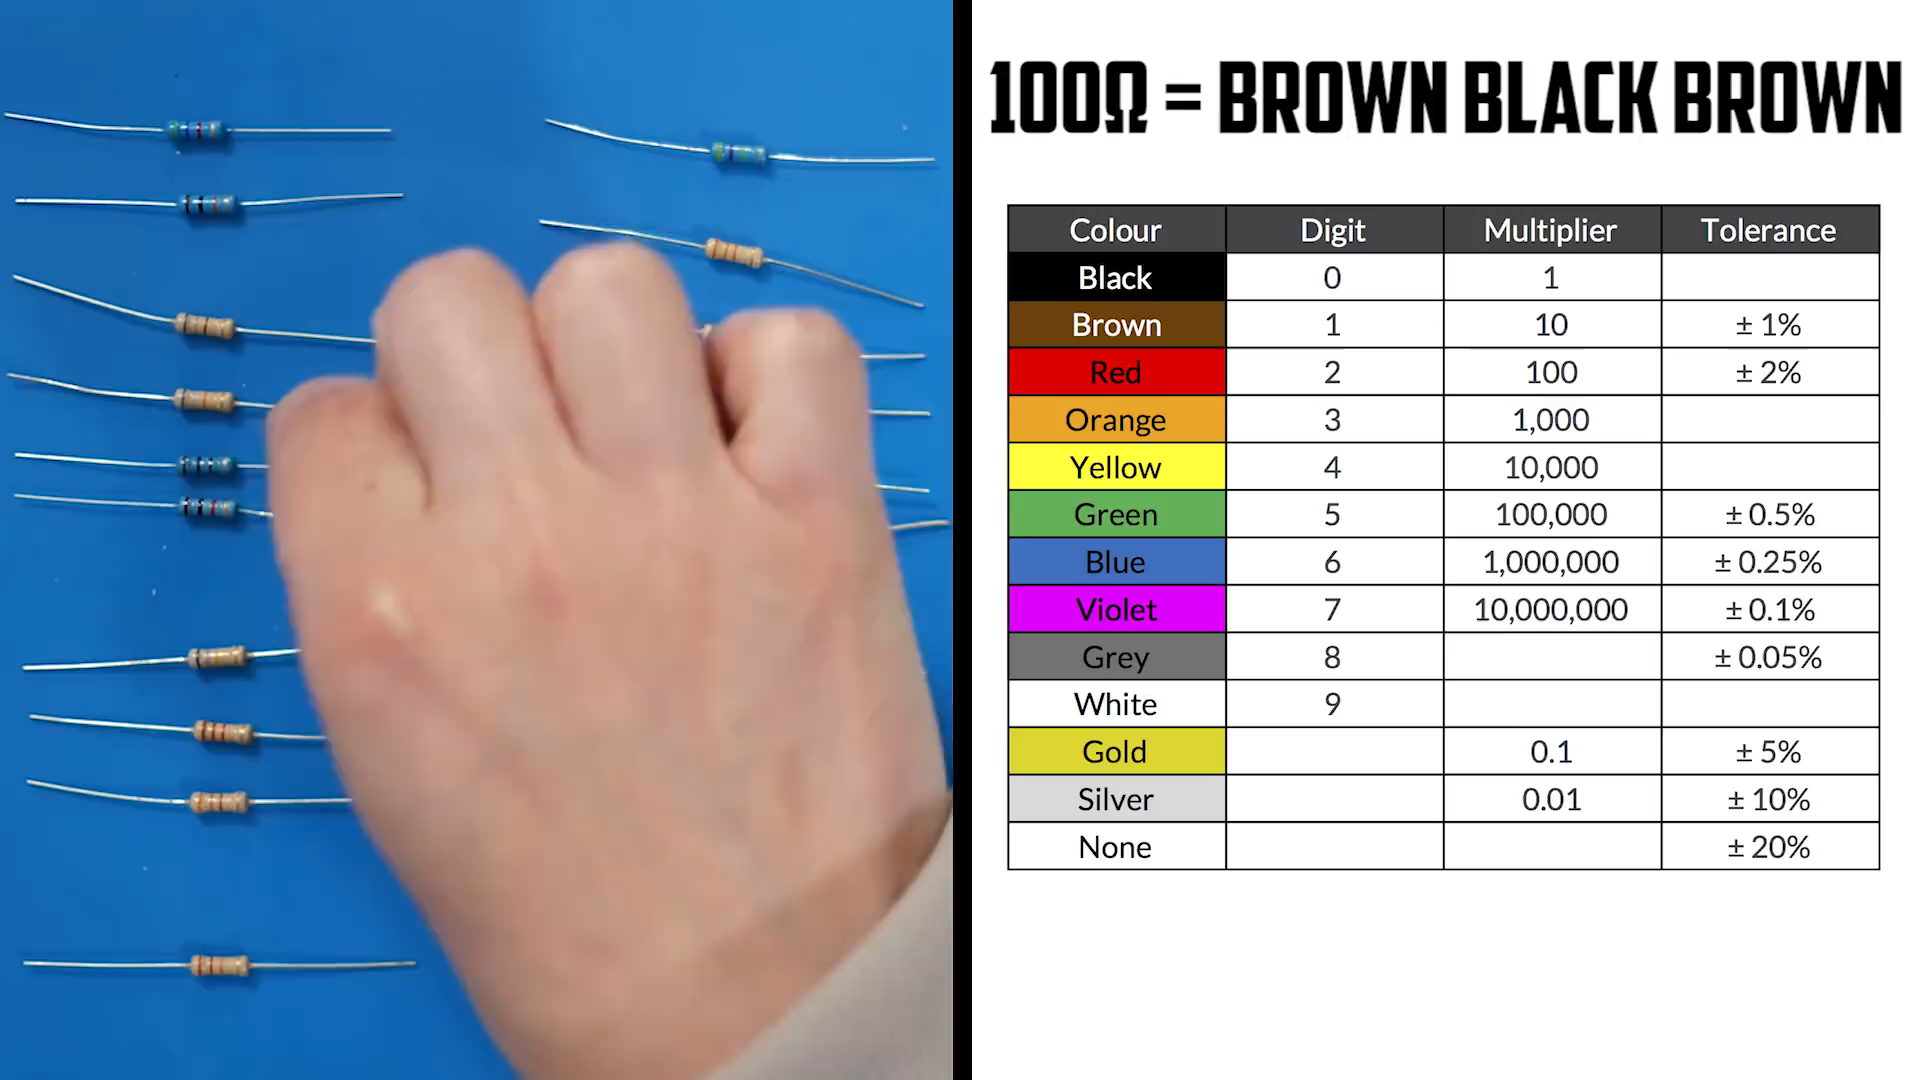 100Ω = BROWN BLACK BROWN
Colour Digit Multiplier Tolerance
Black 0 1
Brown 1 10 ± 1%
Red 2 100 ± 2%
Orange 3 1,000
Yellow 4 10,000
Green 5 100,000 ± 0.5%
Blue 6 1,000,000 ± 0.25%
Violet 7 10,000,000 ± 0.1%
Grey 8 ± 0.05%
White 9
Gold 0.1 ± 5%
Silver 0.01 ± 10%
None ± 20%